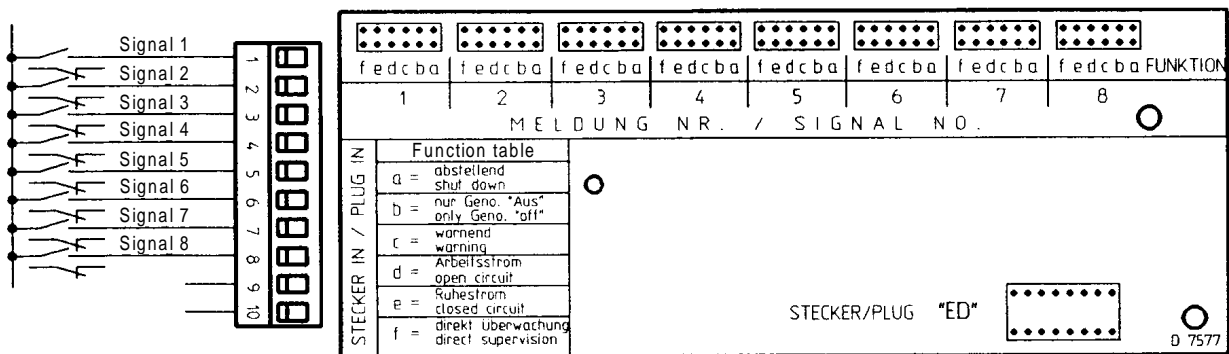 Signal 1
Signal 2
Signal 3
Signal 4
Signal 5
Signal 6
Signal 7
Signal 8
1
2
3
4
5
6
7
8
9
10
f e d c b a f e d c b a f e d c b a f e d c b a f e d c b a f e d c b a f e d c b a f e d c b a FUNKTION
1 2 3 4 5 6 7 8
MELDUNG NR. / SIGNAL NO.
STECKER IN / PLUG IN
Function table
a = abstellend
shut down
b = nur Geno. "Aus"
only Geno. "off"
c = warnend
warning
d = Arbeitsstrom
open circuit
e = Ruhestrom
closed circuit
f = direkt Überwachung
direct supervision
STECKER/PLUG "ED"
D 7577